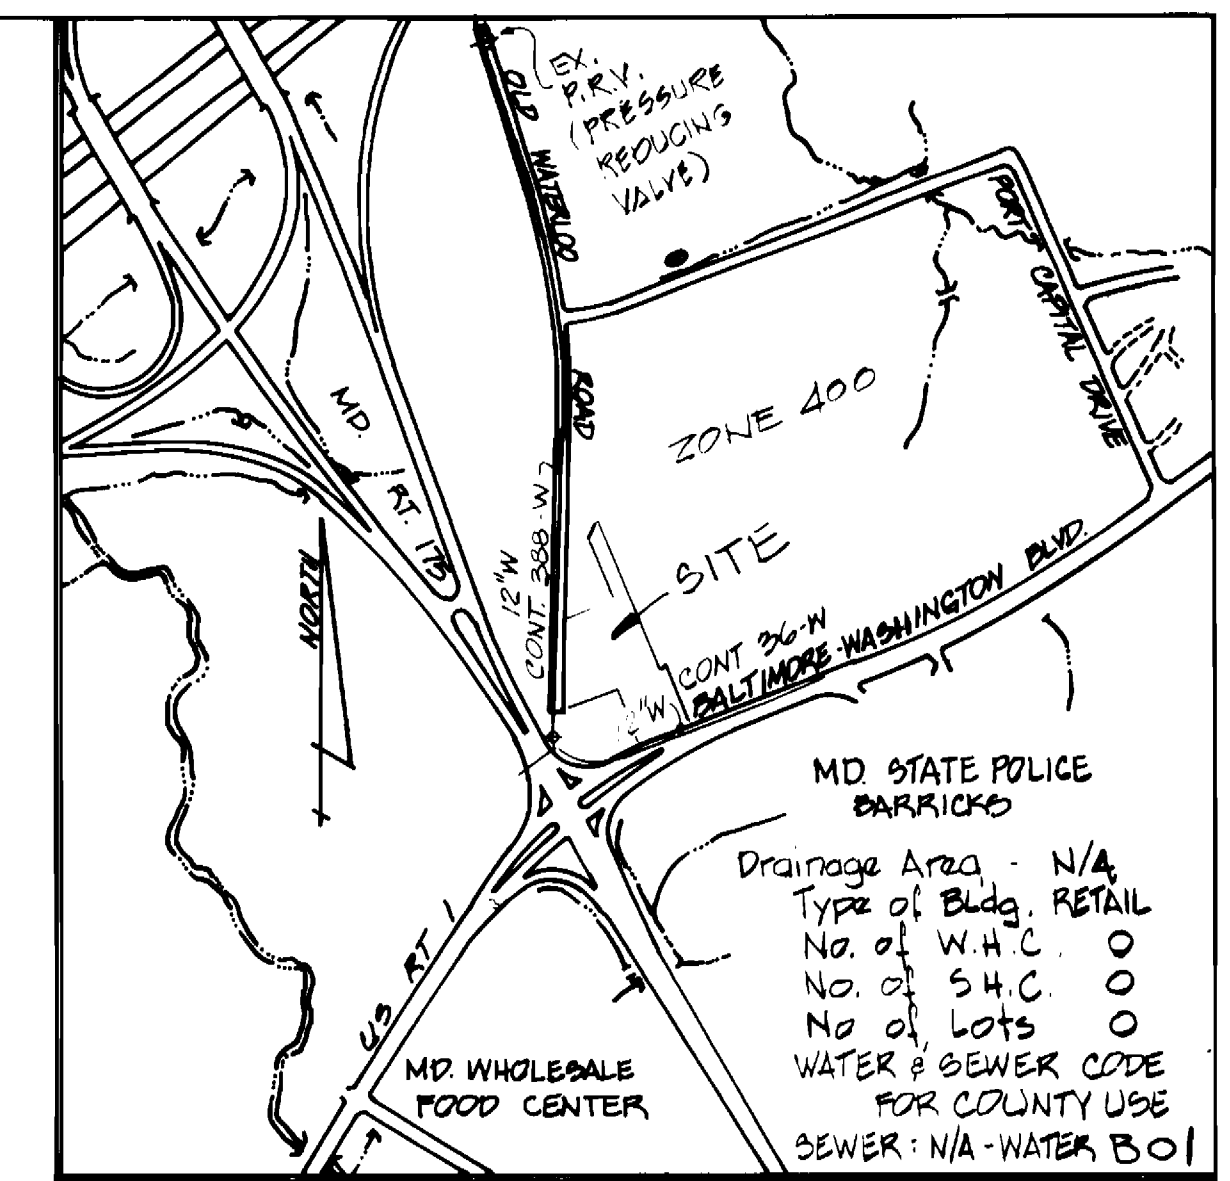 EX.
P.R.V.
(PRESSURE
REDUCING
VALVE)
OLD WATERLOO
ROAD
PORT CAPITAL DRIVE
ZONE 400
MD.
RT. 175
12"W
CONT. 388-W
NORTH
SITE
CONT 36-W
12"W
BALTIMORE-WASHINGTON BLVD.
MD. STATE POLICE
BARRICKS
Drainage Area - N/A
Type of Bldg. RETAIL
No. of W.H.C. 0
No. of S.H.C. 0
No of Lots 0
WATER & SEWER CODE
FOR COUNTY USE
SEWER: N/A - WATER B01
US RT 1
MD. WHOLESALE
FOOD CENTER